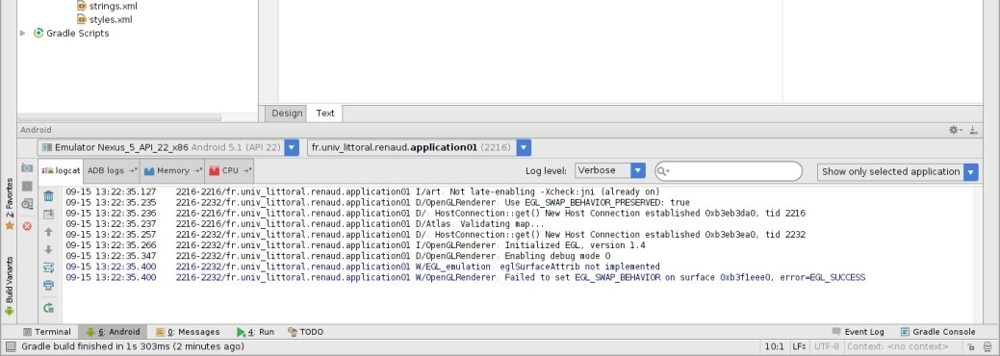 strings.xml
styles.xml
Gradle Scripts
Design Text
Android
Emulator Nexus_5_API_22_x86 Android 5.1 (API 22) fr.univ_littoral.renaud.application01 (2216)
logcat ADB logs Memory CPU Log level: Verbose Show only selected application
09-15 13:22:35.127 2216-2216/fr.univ_littoral.renaud.application01 I/art: Not late-enabling -Xcheck:jni (already on)
09-15 13:22:35.235 2216-2232/fr.univ_littoral.renaud.application01 D/OpenGLRenderer: Use EGL_SWAP_BEHAVIOR_PRESERVED: true
09-15 13:22:35.236 2216-2216/fr.univ_littoral.renaud.application01 D/: HostConnection::get() New Host Connection established 0xb3eb3da0, tid 2216
09-15 13:22:35.237 2216-2216/fr.univ_littoral.renaud.application01 D/Atlas: Validating map...
09-15 13:22:35.257 2216-2232/fr.univ_littoral.renaud.application01 D/: HostConnection::get() New Host Connection established 0xb3eb3ea0, tid 2232
09-15 13:22:35.266 2216-2232/fr.univ_littoral.renaud.application01 I/OpenGLRenderer: Initialized EGL, version 1.4
09-15 13:22:35.347 2216-2232/fr.univ_littoral.renaud.application01 D/OpenGLRenderer: Enabling debug mode 0
09-15 13:22:35.400 2216-2232/fr.univ_littoral.renaud.application01 W/EGL_emulation: eglSurfaceAttrib not implemented
09-15 13:22:35.400 2216-2232/fr.univ_littoral.renaud.application01 W/OpenGLRenderer: Failed to set EGL_SWAP_BEHAVIOR on surface 0xb3f1eee0, error=EGL_SUCCESS
2: Favorites
Build Variants
Terminal 6: Android 0: Messages 4: Run TODO Event Log Gradle Console
Gradle build finished in 1s 303ms (2 minutes ago) 10:1 LF UTF-8 Context: <no context>